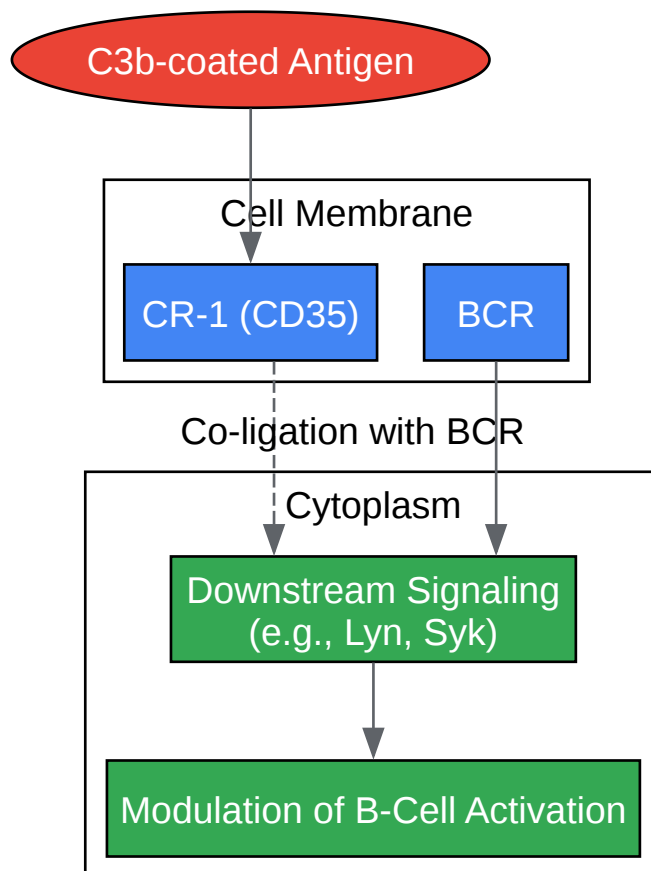 C3b-coated Antigen
Cell Membrane
CR-1 (CD35)
BCR
Co-ligation with BCR
Cytoplasm
Downstream Signaling
(e.g., Lyn, Syk)
Modulation of B-Cell Activation